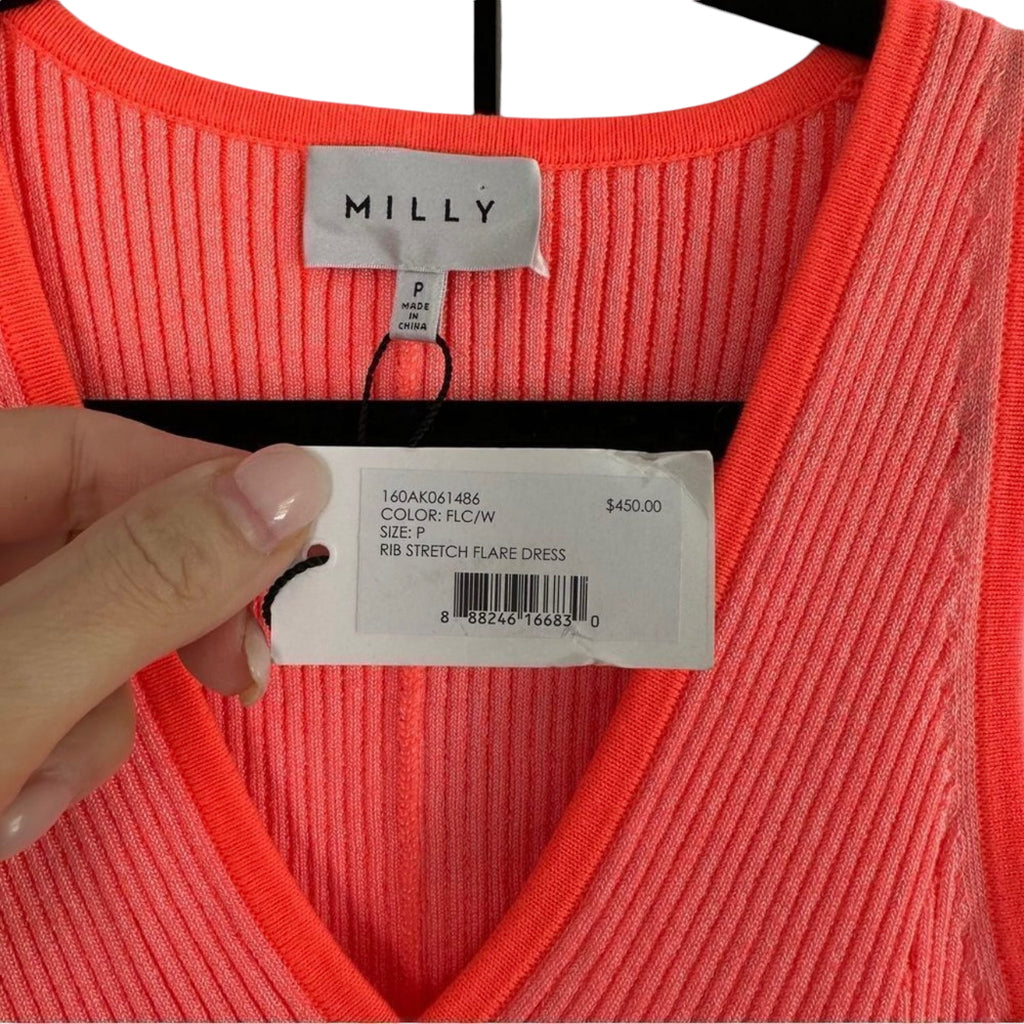 MILLY
P
MADE
IN
CHINA
160AK061486 $450.00
COLOR: FLC/W
SIZE: P
RIB STRETCH FLARE DRESS
8 88246 16683 0